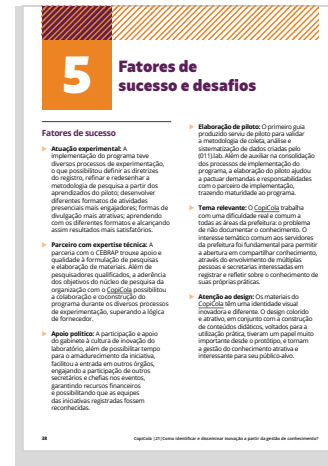 5
Fatores de
sucesso e desafios
Fatores de sucesso
Atuação experimental: A
implementação do programa teve
diversos processos de experimentação,
o que possibilitou definir as diretrizes
do registro, refinar e redesenhar a
metodologia de pesquisa a partir dos
aprendizados do piloto; desenvolver
diferentes formatos de atividades
presenciais mais engajadores; formas de
divulgação mais atrativas; aprendendo
com os diferentes formatos e alcançando
assim resultados mais satisfatórios.
Parceiro com expertise técnica: A
parceria com o CEBRAP trouxe apoio e
qualidade à formulação de pesquisas
e elaboração de materiais. Além de
pesquisadores qualificados, a aderência
dos objetivos do núcleo de pesquisa da
organização com o CopiCola possibilitou
a colaboração e coconstrução do
programa durante os diversos processos
de experimentação, superando a lógica
de fornecedor.
Apoio político: A participação e apoio
do gabinete à cultura de inovação do
laboratório, além de possibilitar tempo
para o amadurecimento da iniciativa,
facilitou a entrada em outros órgãos,
engajando a participação de outros
secretários e chefias nos eventos,
garantindo recursos financeiros
e possibilitando que as equipes
das iniciativas registradas fossem
reconhecidas.
Elaboração de piloto: O primeiro guia
produzido serviu de piloto para validar
a metodologia de coleta, análise e
sistematização de dados criadas pelo
(011).lab. Além de auxiliar na consolidação
dos processos de implementação do
programa, a elaboração do piloto ajudou
a pactuar demandas e responsabilidades
com o parceiro de implementação,
trazendo maturidade ao programa.
Tema relevante: O CopiCola trabalha
com uma dificuldade real e comum a
todas as áreas da prefeitura: o problema
de não documentar o conhecimento. O
interesse temático comum aos servidores
da prefeitura foi fundamental para permitir
a abertura em compartilhar conhecimento,
através do envolvimento de múltiplas
pessoas e secretarias interessadas em
registrar e refletir sobre o conhecimento de
suas próprias práticas.
Atenção ao design: Os materiais do
CopiCola têm uma identidade visual
inovadora e diferente. O design colorido
e atrativo, em conjunto com a construção
de conteúdos didáticos, voltados para a
utilização prática, tiveram um papel muito
importante desde o protótipo, e tornam
a gestão do conhecimento atrativa e
interessante para seu público-alvo.
38
CopiCola |21|Como identificar e disseminar inovação a partir da gestão de conhecimento?